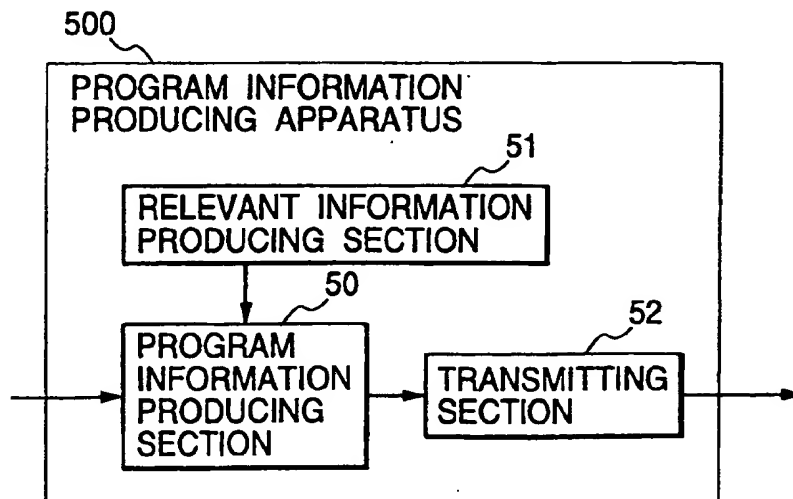 500
PROGRAM INFORMATION
PRODUCING APPARATUS
51
RELEVANT INFORMATION
PRODUCING SECTION
50
PROGRAM
INFORMATION
PRODUCING
SECTION
52
TRANSMITTING
SECTION